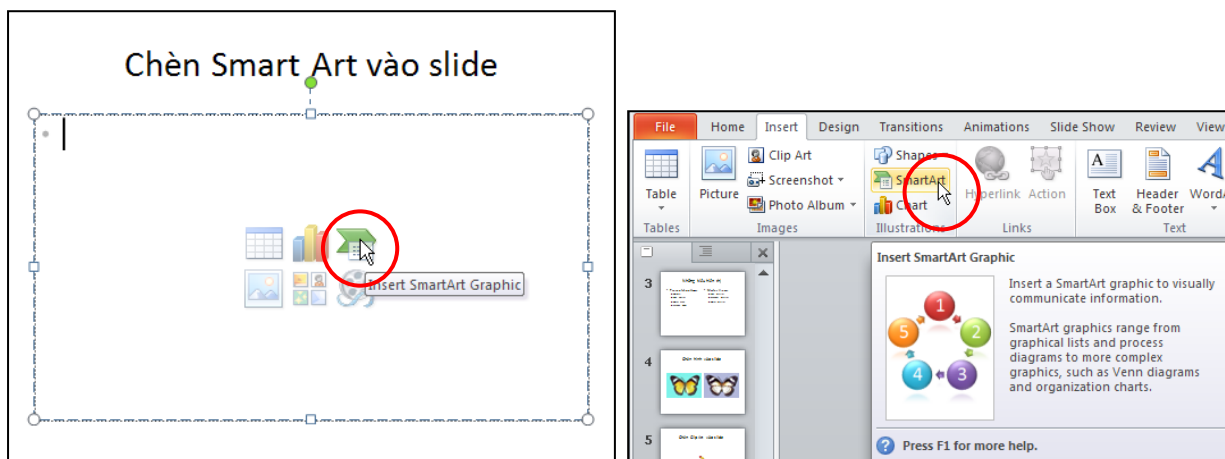 Chèn Smart Art vào slide
Insert SmartArt Graphic
File Home Insert Design Transitions Animations Slide Show Review View
Table
Tables
Picture
Clip Art
Screenshot
Photo Album
Images
Shapes
SmartArt
Chart
Illustrations
Hyperlink
Action
Links
Text
Box
Header
& Footer
Text
Insert SmartArt Graphic
Insert a SmartArt graphic to visually
communicate information.
SmartArt graphics range from
graphical lists and process
diagrams to more complex
graphics, such as Venn diagrams
and organization charts.
1
2
3
4
5
Press F1 for more help.
3
4
5